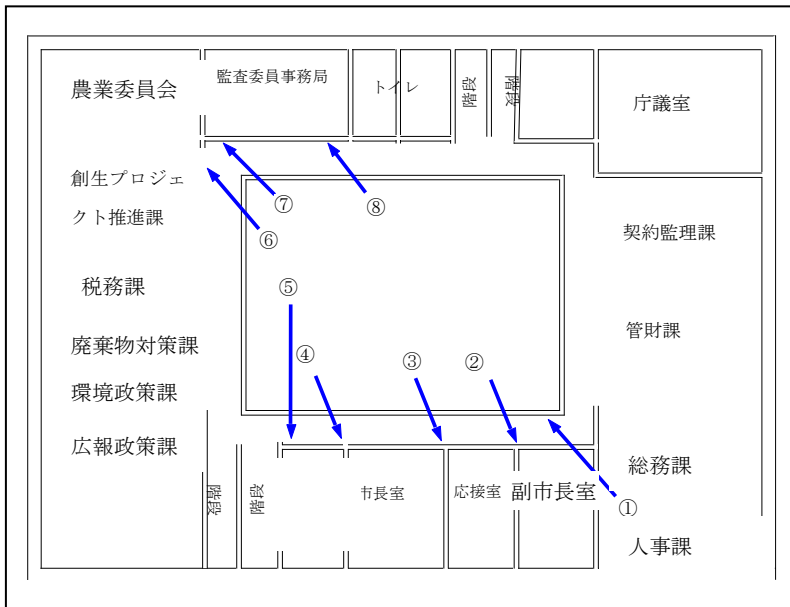 農業委員会
監査委員事務局
トイレ
階段
階段
庁議室
創生プロジェ
クト推進課
⑦
⑧
⑥
契約監理課
税務課
⑤
管財課
廃棄物対策課
④
③
②
環境政策課
広報政策課
総務課
階段
階段
市長室
応接室
副市長室
①
人事課